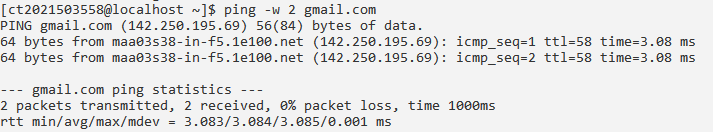 [ct2021503558@localhost ~]$ ping -w 2 gmail.com
PING gmail.com (142.250.195.69) 56(84) bytes of data.
64 bytes from maa03s38-in-f5.1e100.net (142.250.195.69): icmp_seq=1 ttl=58 time=3.08 ms
64 bytes from maa03s38-in-f5.1e100.net (142.250.195.69): icmp_seq=2 ttl=58 time=3.08 ms

--- gmail.com ping statistics ---
2 packets transmitted, 2 received, 0% packet loss, time 1000ms
rtt min/avg/max/mdev = 3.083/3.084/3.085/0.001 ms